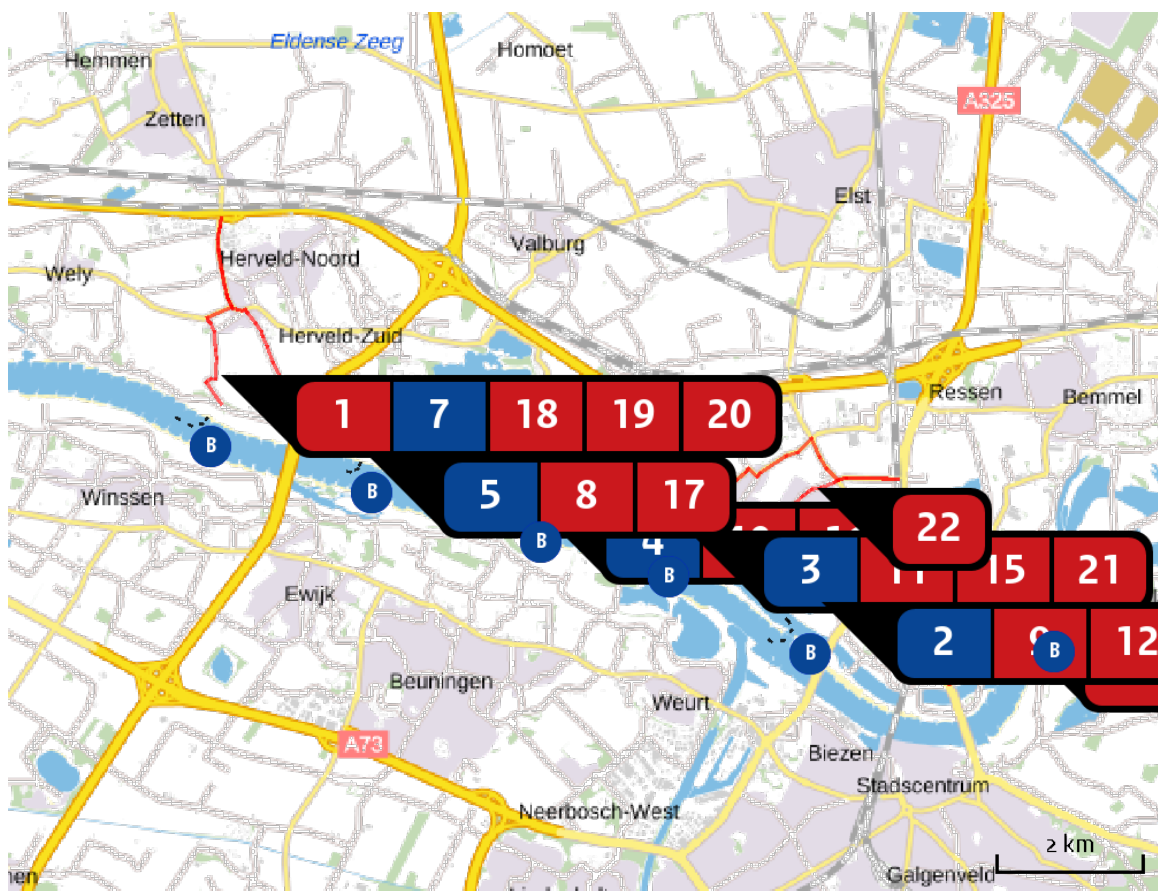 Eldense Zeeg
Homoet
Hemmen
A325
Zetten
Elst
Valburg
Herveld-Noord
Wely
Herveld-Zuid
Ressen
Bemmel
1 7 18 19 20
B
5 8 17
B
Winssen
22
B
4
3 15 21
B
Ewijk
2 12
B
B
Beuningen
Weurt
A73
Biezen
Stadscentrum
Neerbosch-West
2 km
Galgenveld